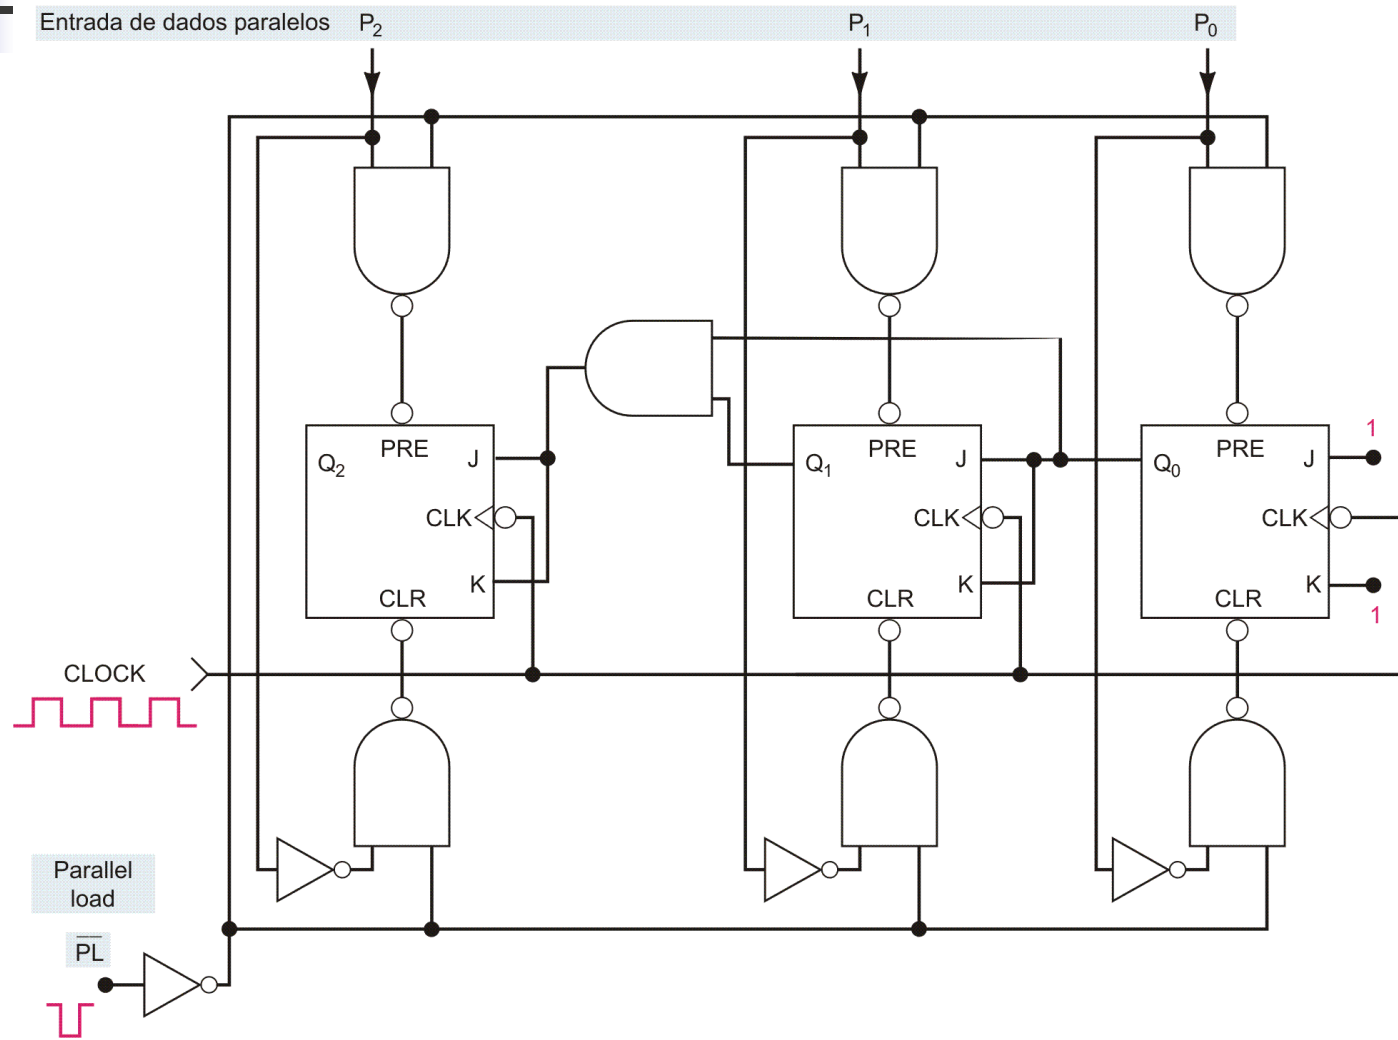 Entrada de dados paralelos P₂ P₁ P₀
PRE PRE PRE 1
Q₂ J Q₁ J Q₀ J
CLK CLK CLK
K K K
CLR CLR CLR 1
CLOCK
Parallel
load
P̅L̅